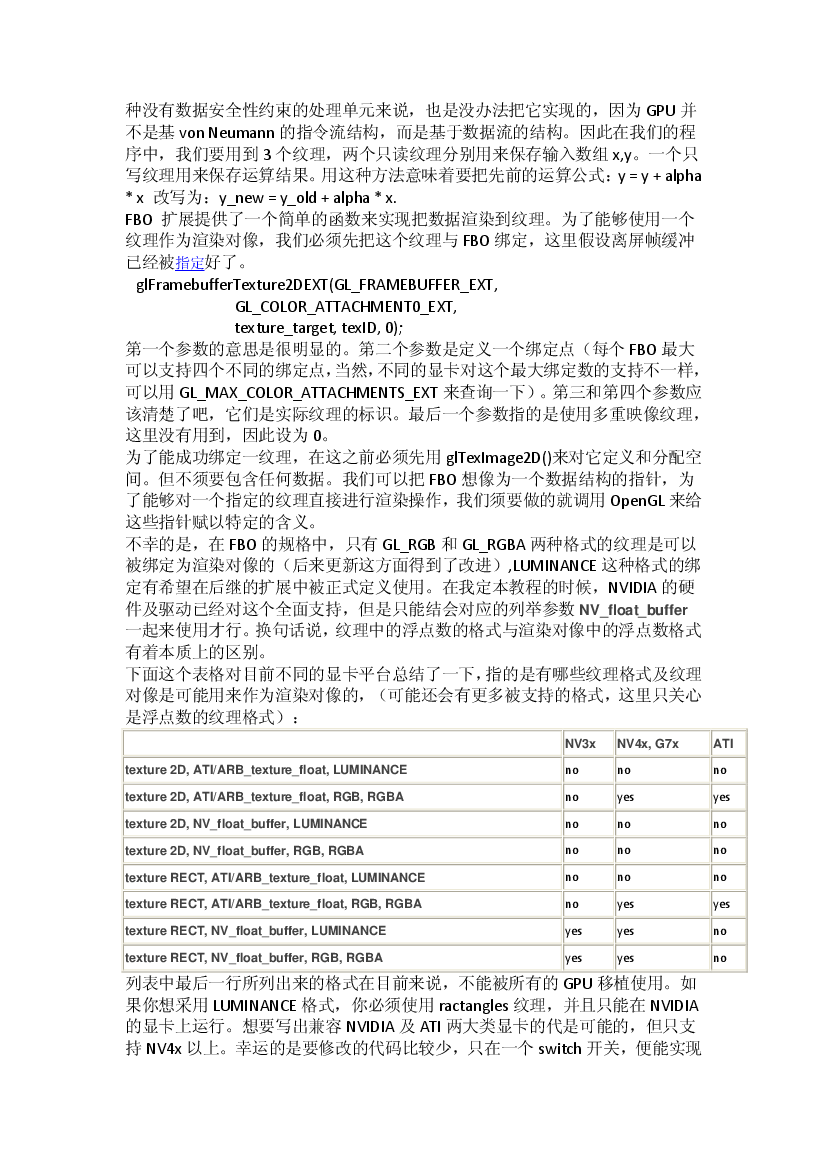 种没有数据安全性约束的处理单元来说，也是没办法把它实现的，因为 GPU 并
不是基 von Neumann 的指令流结构，而是基于数据流的结构。因此在我们的程
序中，我们要用到 3 个纹理，两个只读纹理分别用来保存输入数组 x,y。一个只
写纹理用来保存运算结果。用这种方法意味着要把先前的运算公式：y = y + alpha
* x 改写为：y_new = y_old + alpha * x.
FBO 扩展提供了一个简单的函数来实现把数据渲染到纹理。为了能够使用一个
纹理作为渲染对像，我们必须先把这个纹理与 FBO 绑定，这里假设离屏帧缓冲
已经被指定好了。
glFramebufferTexture2DEXT(GL_FRAMEBUFFER_EXT,
GL_COLOR_ATTACHMENT0_EXT,
texture_target, texID, 0);
第一个参数的意思是很明显的。第二个参数是定义一个绑定点（每个 FBO 最大
可以支持四个不同的绑定点，当然，不同的显卡对这个最大绑定数的支持不一样，
可以用 GL_MAX_COLOR_ATTACHMENTS_EXT 来查询一下）。第三和第四个参数应
该清楚了吧，它们是实际纹理的标识。最后一个参数指的是使用多重映像纹理，
这里没有用到，因此设为 0。
为了能成功绑定一纹理，在这之前必须先用 glTexImage2D()来对它定义和分配空
间。但不须要包含任何数据。我们可以把 FBO 想像为一个数据结构的指针，为
了能够对一个指定的纹理直接进行渲染操作，我们须要做的就调用 OpenGL 来给
这些指针赋以特定的含义。
不幸的是，在 FBO 的规格中，只有 GL_RGB 和 GL_RGBA 两种格式的纹理是可以
被绑定为渲染对像的（后来更新这方面得到了改进）,LUMINANCE 这种格式的绑
定有希望在后继的扩展中被正式定义使用。在我定本教程的时候，NVIDIA 的硬
件及驱动已经对这个全面支持，但是只能结会对应的列举参数 NV_float_buffer
一起来使用才行。换句话说，纹理中的浮点数的格式与渲染对像中的浮点数格式
有着本质上的区别。
下面这个表格对目前不同的显卡平台总结了一下，指的是有哪些纹理格式及纹理
对像是可能用来作为渲染对像的，（可能还会有更多被支持的格式，这里只关心
是浮点数的纹理格式）：
NV3x NV4x, G7x ATI
texture 2D, ATI/ARB_texture_float, LUMINANCE no no no
texture 2D, ATI/ARB_texture_float, RGB, RGBA no yes yes
texture 2D, NV_float_buffer, LUMINANCE no no no
texture 2D, NV_float_buffer, RGB, RGBA no no no
texture RECT, ATI/ARB_texture_float, LUMINANCE no no no
texture RECT, ATI/ARB_texture_float, RGB, RGBA no yes yes
texture RECT, NV_float_buffer, LUMINANCE yes yes no
texture RECT, NV_float_buffer, RGB, RGBA yes yes no
列表中最后一行所列出来的格式在目前来说，不能被所有的 GPU 移植使用。如
果你想采用 LUMINANCE 格式，你必须使用 ractangles 纹理，并且只能在 NVIDIA
的显卡上运行。想要写出兼容 NVIDIA 及 ATI 两大类显卡的代是可能的，但只支
持 NV4x 以上。幸运的是要修改的代码比较少，只在一个 switch 开关，便能实现